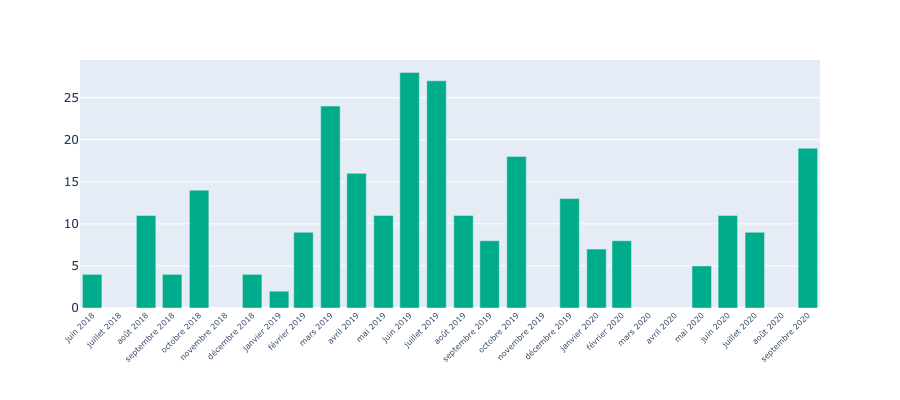 25
20
15
10
5
0
juin 2018
juillet 2018
août 2018
septembre 2018
octobre 2018
novembre 2018
décembre 2018
janvier 2019
février 2019
mars 2019
avril 2019
mai 2019
juin 2019
juillet 2019
août 2019
septembre 2019
octobre 2019
novembre 2019
décembre 2019
janvier 2020
février 2020
mars 2020
avril 2020
mai 2020
juin 2020
juillet 2020
août 2020
septembre 2020